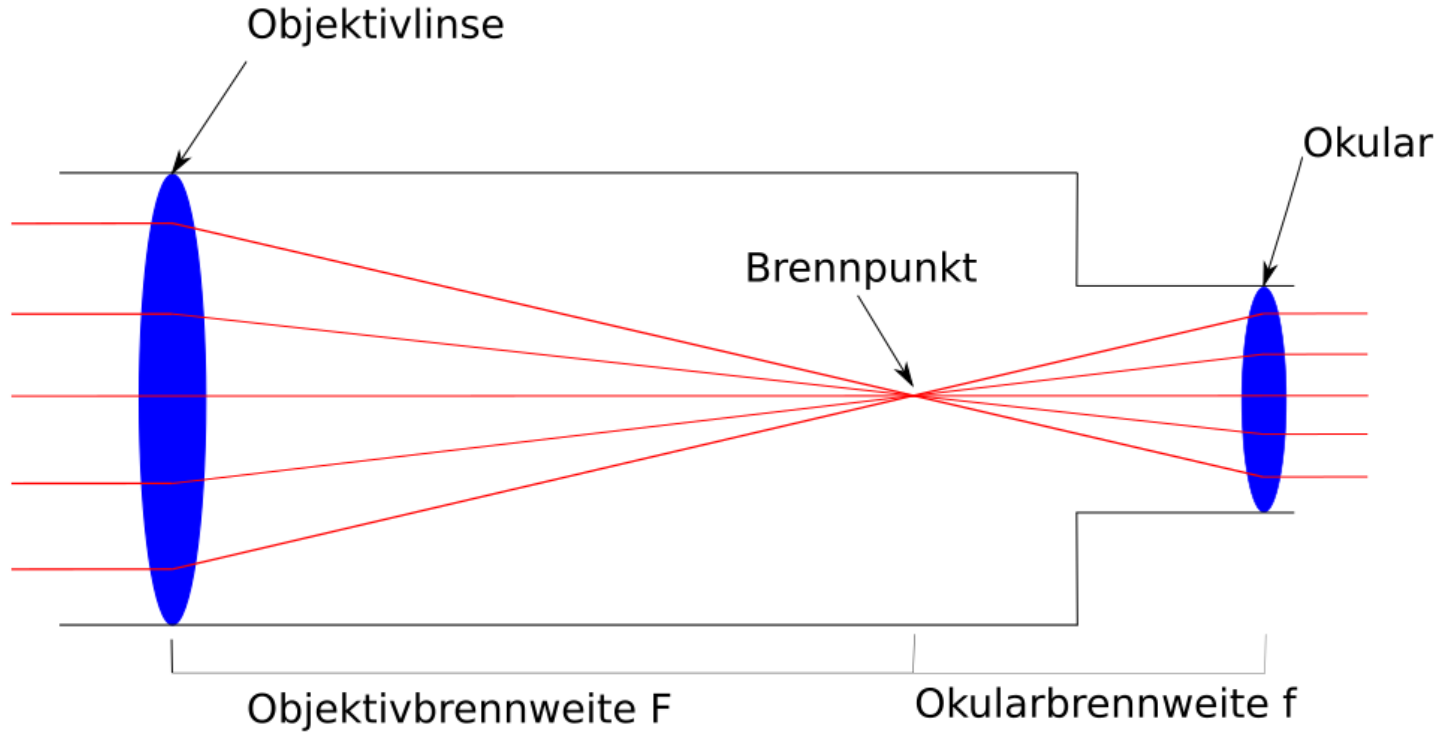 Objektivlinse
Okular
Brennpunkt
Objektivbrennweite F
Okularbrennweite f